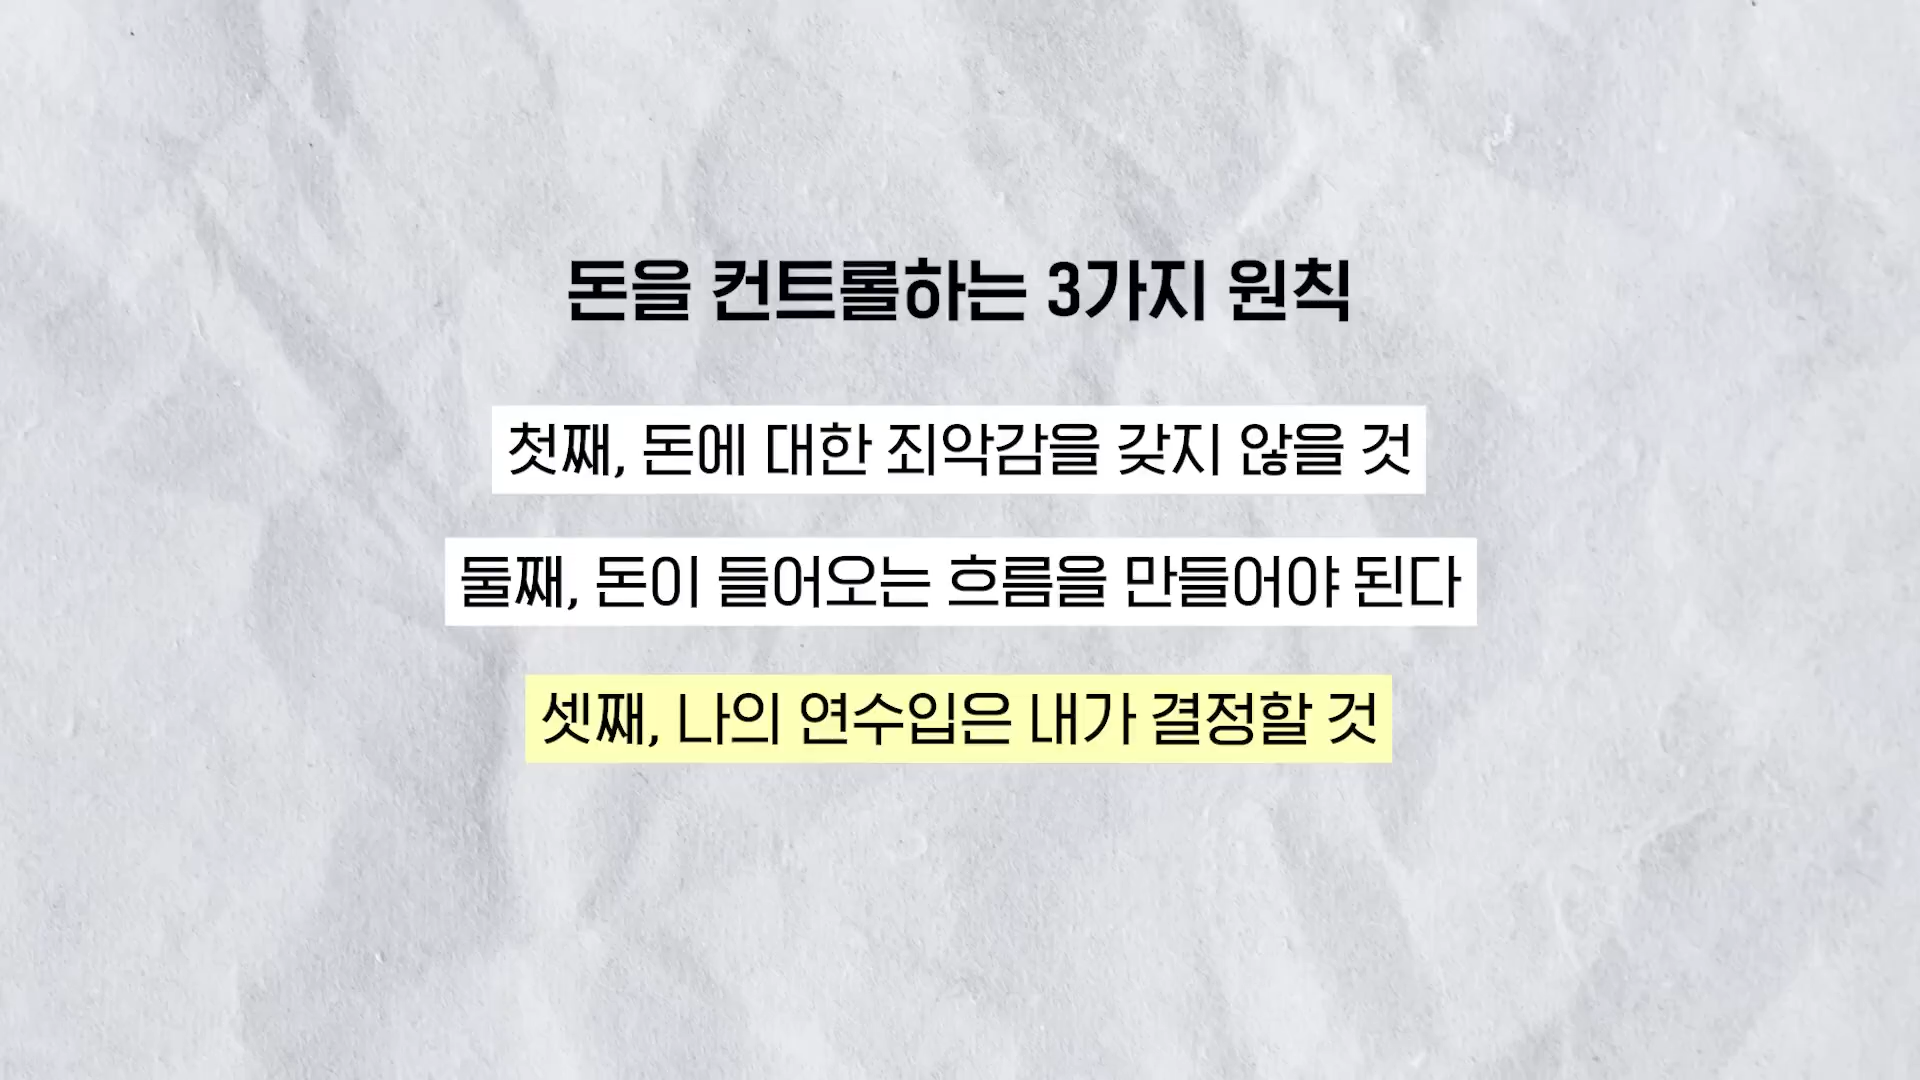 돈을 컨트롤하는 3가지 원칙
첫째, 돈에 대한 죄악감을 갖지 않을 것
둘째, 돈이 들어오는 흐름을 만들어야 된다
셋째, 나의 연수입은 내가 결정할 것